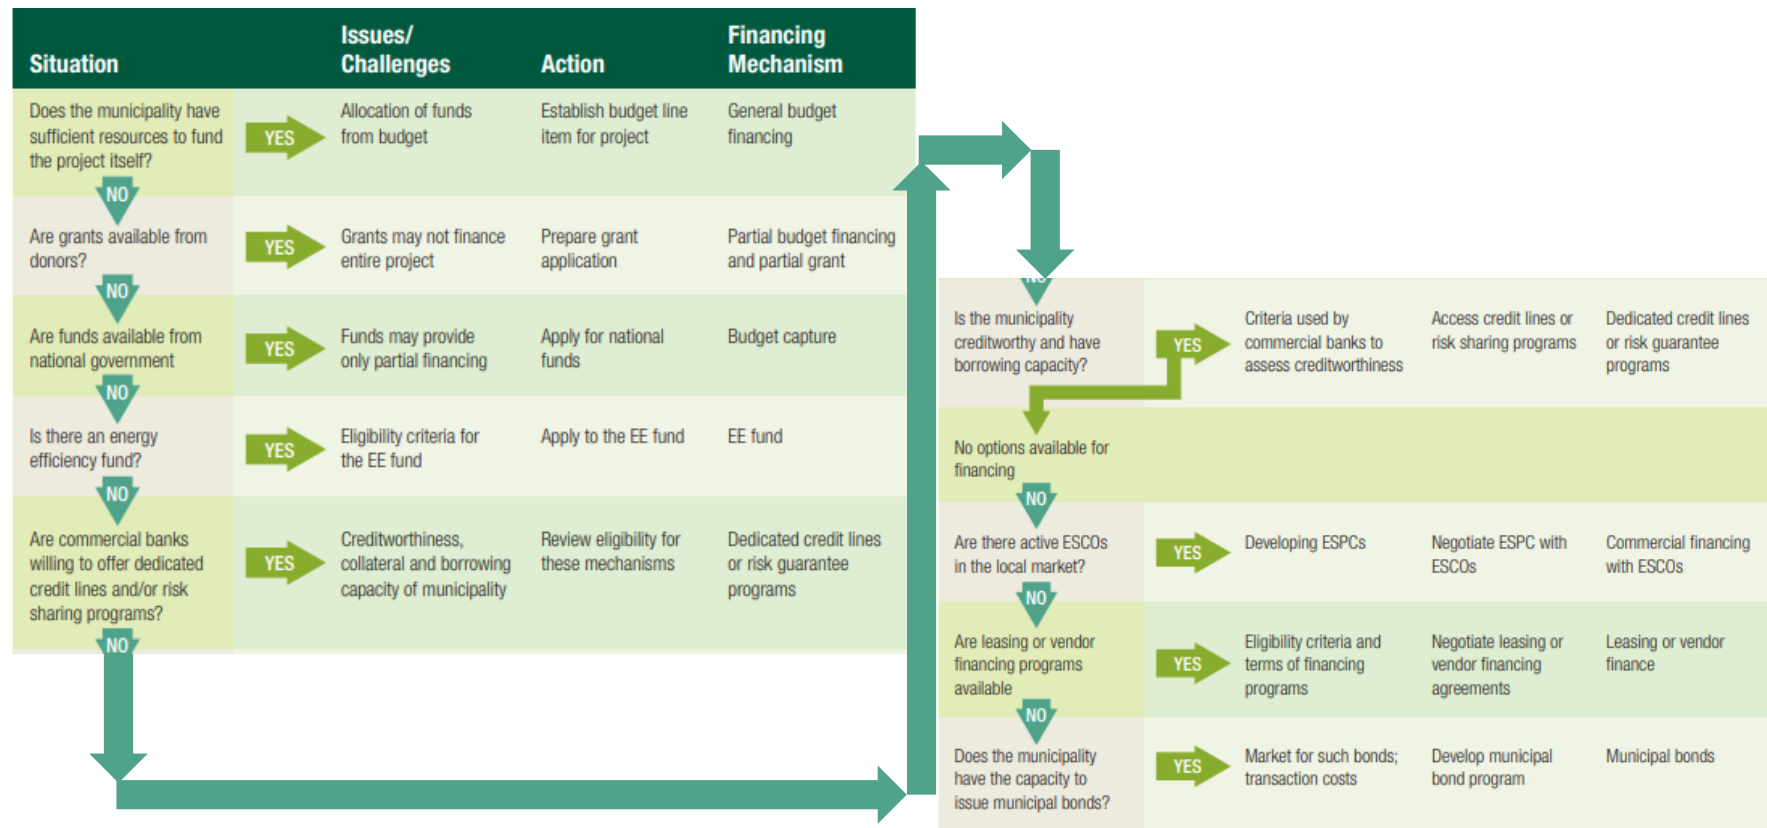 Situation
Issues/
Challenges
Action
Financing
Mechanism
Does the municipality have
sufficient resources to fund
the project itself?
YES
Allocation of funds
from budget
Establish budget line
item for project
General budget
financing
NO
Are grants available from
donors?
YES
Grants may not finance
entire project
Prepare grant
application
Partial budget financing
and partial grant
NO
Are funds available from
national government
YES
Funds may provide
only partial financing
Apply for national
funds
Budget capture
NO
Is there an energy
efficiency fund?
YES
Eligibility criteria for
the EE fund
Apply to the EE fund
EE fund
NO
Are commercial banks
willing to offer dedicated
credit lines and/or risk
sharing programs?
YES
Creditworthiness,
collateral and borrowing
capacity of municipality
Review eligibility for
these mechanisms
Dedicated credit lines
or risk guarantee
programs
NO
NO
Is the municipality
creditworthy and have
borrowing capacity?
YES
Criteria used by
commercial banks to
assess creditworthiness
Access credit lines or
risk sharing programs
Dedicated credit lines
or risk guarantee
programs
No options available for
financing
NO
Are there active ESCOs
in the local market?
YES
Developing ESPCs
Negotiate ESPC with
ESCOs
Commercial financing
with ESCOs
NO
Are leasing or vendor
financing programs
available
YES
Eligibility criteria and
terms of financing
programs
Negotiate leasing or
vendor financing
agreements
Leasing or vendor
finance
NO
Does the municipality
have the capacity to
issue municipal bonds?
YES
Market for such bonds;
transaction costs
Develop municipal
bond program
Municipal bonds